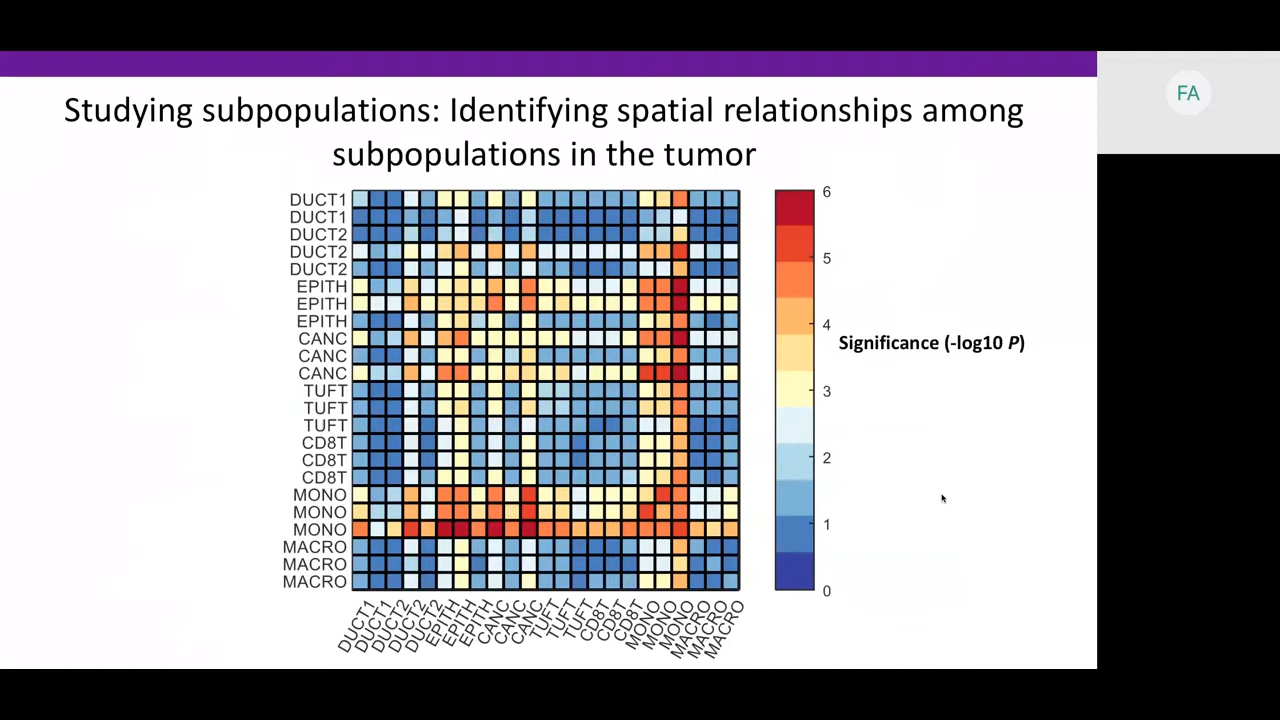 FA
Studying subpopulations: Identifying spatial relationships among
subpopulations in the tumor
DUCT1
DUCT1
DUCT2
DUCT2
DUCT2
EPITH
EPITH
EPITH
CANC
CANC
CANC
TUFT
TUFT
TUFT
CD8T
CD8T
CD8T
MONO
MONO
MONO
MACRO
MACRO
MACRO
6
5
4
3
2
1
0
Significance (-log10 P)
DUCT1
DUCT1
DUCT2
DUCT2
DUCT2
EPITH
EPITH
EPITH
CANC
CANC
CANC
TUFT
TUFT
TUFT
CD8T
CD8T
CD8T
MONO
MONO
MONO
MACRO
MACRO
MACRO